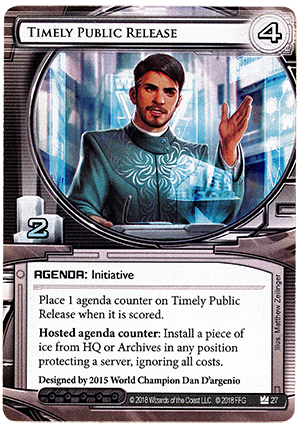 Timely Public Release
4
2
AGENDA: Initiative
Place 1 agenda counter on Timely Public
Release when it is scored.
Hosted agenda counter: Install a piece of
ice from HQ or Archives in any position
protecting a server, ignoring all costs.
Designed by 2015 World Champion Dan D'argenio
Illus. Matthew Zeilinger
© 2018 Wizards of the Coast LLC. © 2018 FFG
27